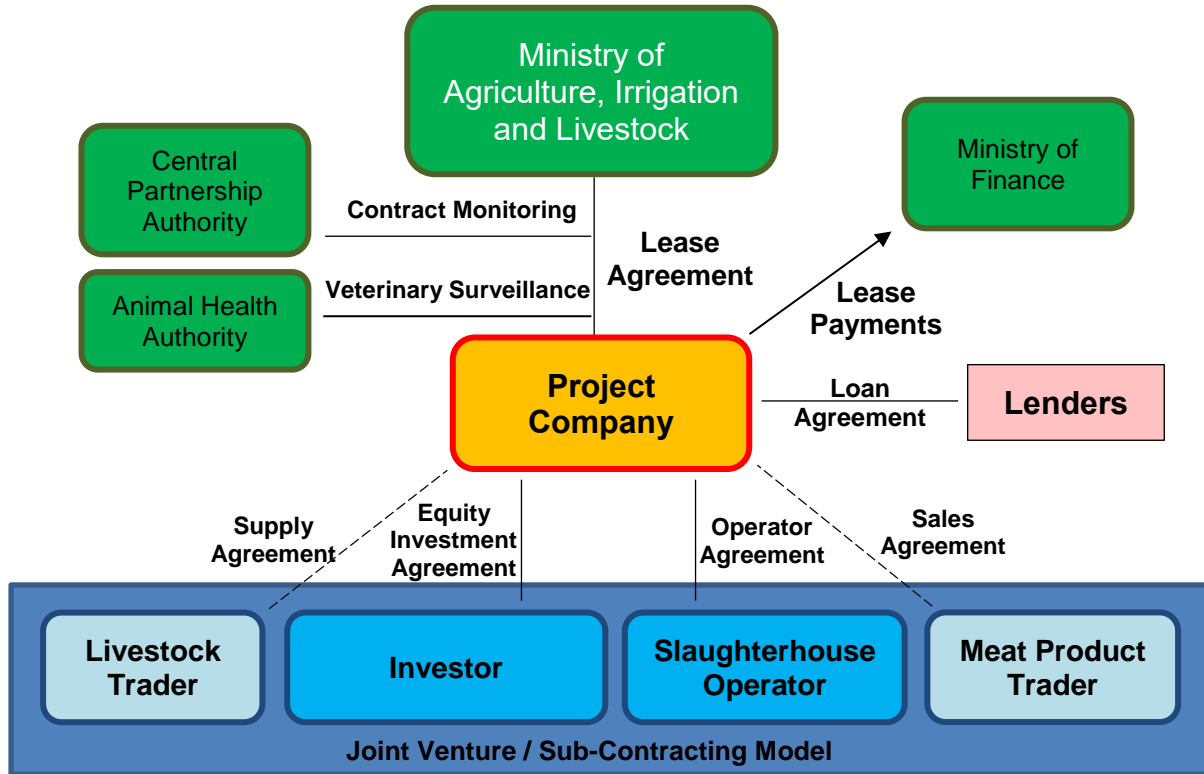 Ministry of
Agriculture, Irrigation
and Livestock
Central
Partnership
Authority
Ministry of
Finance
Contract Monitoring
Lease
Agreement
Veterinary Surveillance
Animal Health
Authority
Lease
Payments
Project
Company
Loan
Agreement
Lenders
Supply
Agreement
Equity
Investment
Agreement
Operator
Agreement
Sales
Agreement
Livestock
Trader
Investor
Slaughterhouse
Operator
Meat Product
Trader
Joint Venture / Sub-Contracting Model